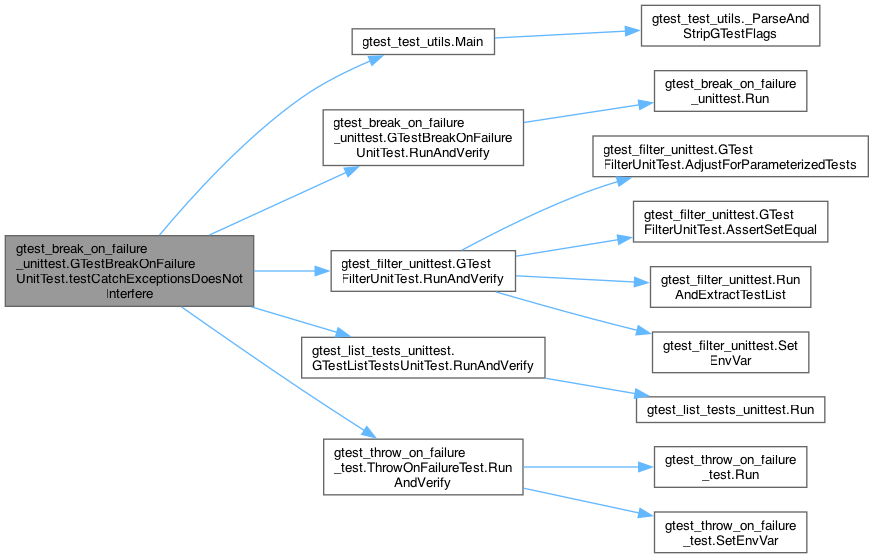 gtest_break_on_failure
_unittest.GTestBreakOnFailure
UnitTest.testCatchExceptionsDoesNot
Interfere
gtest_test_utils.Main
gtest_test_utils._ParseAnd
StripGTestFlags
gtest_break_on_failure
_unittest.GTestBreakOnFailure
UnitTest.RunAndVerify
gtest_break_on_failure
_unittest.Run
gtest_filter_unittest.GTest
FilterUnitTest.RunAndVerify
gtest_filter_unittest.GTest
FilterUnitTest.AdjustForParameterizedTests
gtest_filter_unittest.GTest
FilterUnitTest.AssertSetEqual
gtest_filter_unittest.Run
AndExtractTestList
gtest_filter_unittest.Set
EnvVar
gtest_list_tests_unittest.
GTestListTestsUnitTest.RunAndVerify
gtest_list_tests_unittest.Run
gtest_throw_on_failure
_test.ThrowOnFailureTest.Run
AndVerify
gtest_throw_on_failure
_test.Run
gtest_throw_on_failure
_test.SetEnvVar